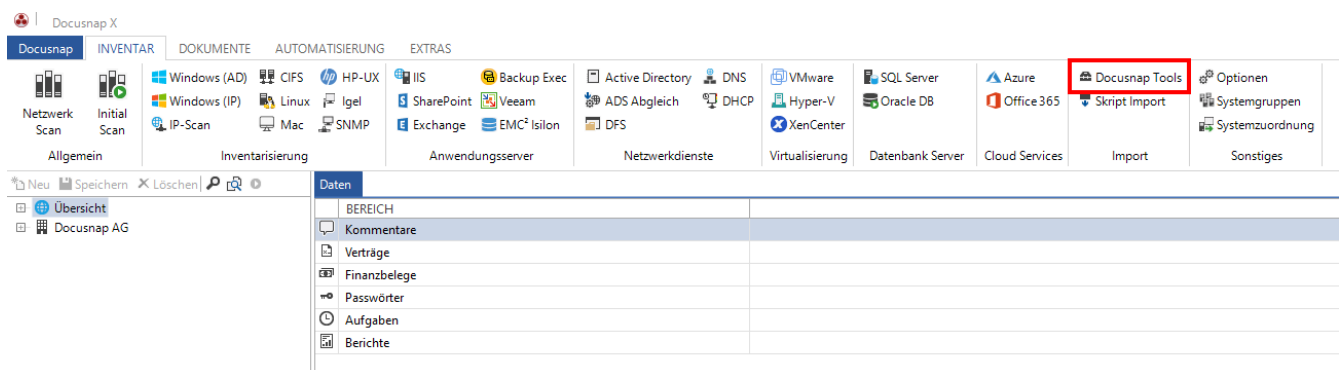 Docusnap X
Docusnap INVENTAR DOKUMENTE AUTOMATISIERUNG EXTRAS
Windows (AD) CIFS HP-UX IIS Backup Exec Active Directory DNS VMware SQL Server Azure Docusnap Tools Optionen
Windows (IP) Linux Igel SharePoint Veeam ADS Abgleich DHCP Hyper-V Oracle DB Office 365 Skript Import Systemgruppen
Netzwerk Scan Initial Scan IP-Scan Mac SNMP Exchange EMC² Isilon DFS XenCenter Systemzuordnung
Allgemein Inventarisierung Anwendungsserver Netzwerkdienste Virtualisierung Datenbank Server Cloud Services Import Sonstiges
Neu Speichern Löschen Daten
Übersicht BEREICH
Docusnap AG Kommentare
Verträge
Finanzbelege
Passwörter
Aufgaben
Berichte